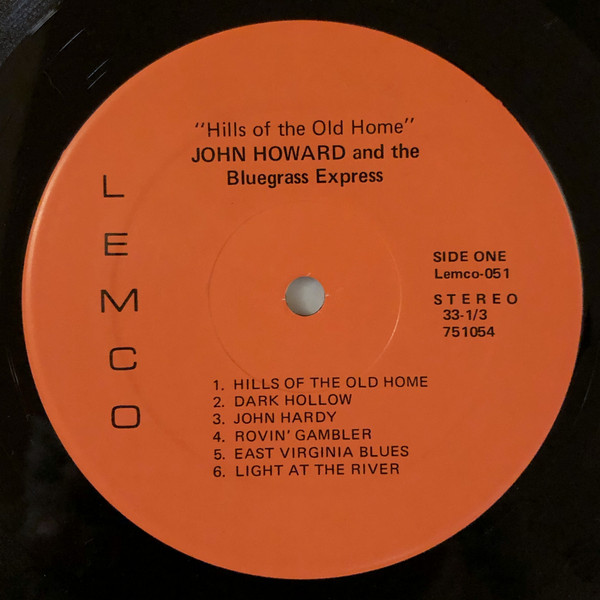 "Hills of the Old Home"
JOHN HOWARD and the
Bluegrass Express
LEMCO
SIDE ONE
Lemco-051
STEREO
33-1/3
751054
1. HILLS OF THE OLD HOME
2. DARK HOLLOW
3. JOHN HARDY
4. ROVIN' GAMBLER
5. EAST VIRGINIA BLUES
6. LIGHT AT THE RIVER